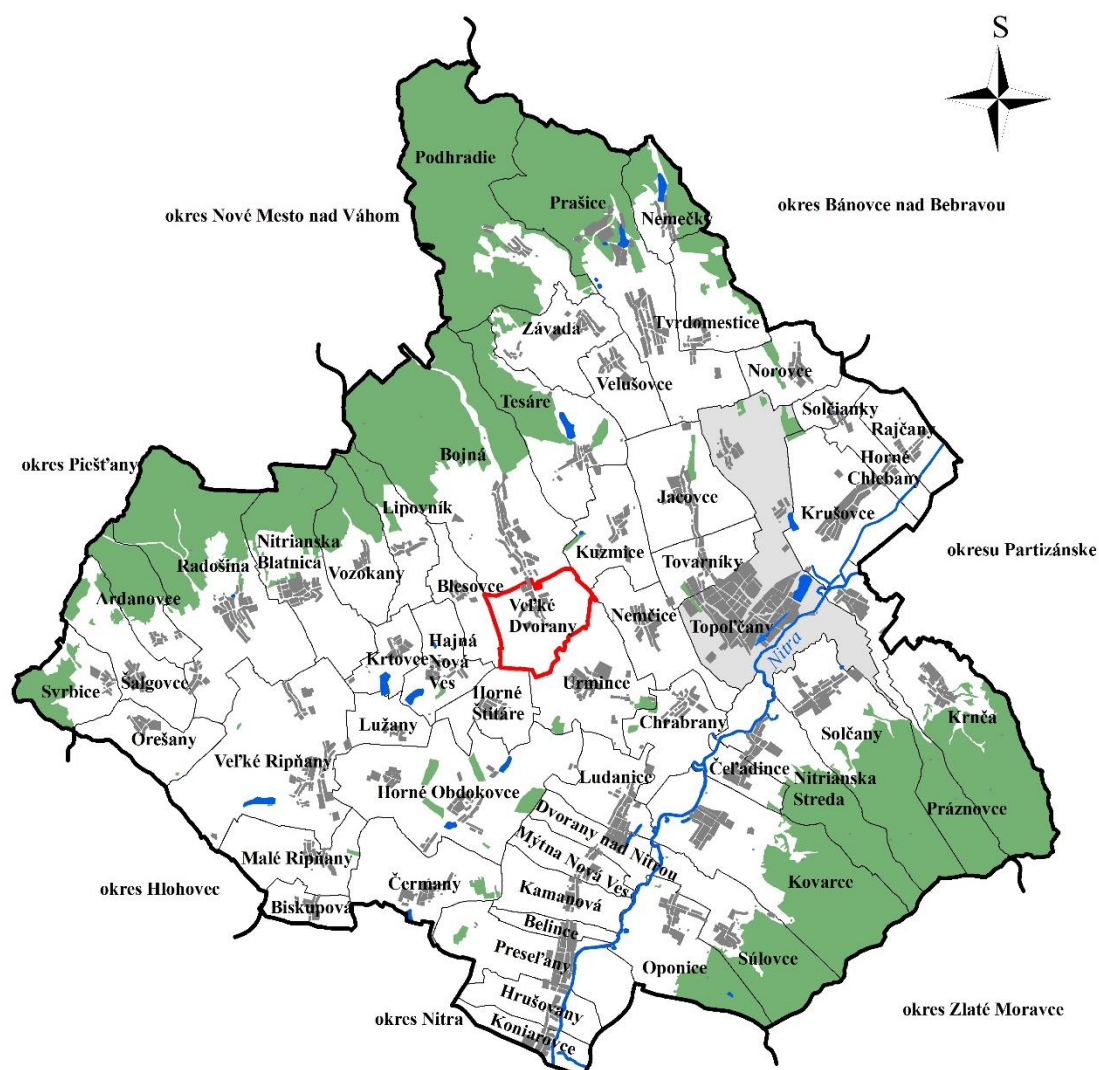 S
Podhradie
Prašice
Nemečky
okres Nové Mesto nad Váhom
okres Bánovce nad Bebravou
Závada
Tvrdomestice
Velušovce
Norovce
Tesáre
Solčianky
Rajčany
Bojná
Horné
Chlebany
okres Piešťany
Lipovník
Jacovce
Krušovce
Nitrianska
Blatnica
Radošina
Vozokany
Kuzmice
okresu Partizánske
Tovarníky
Ardanovce
Blesovce
Veľké
Dvorany
Nemčice
Topoľčany
Nitra
Hajná
Nová
Ves
Krtovce
Svrbice
Šalgovce
Urmince
Horné
Štitáre
Chrabrany
Krnča
Orešany
Lužany
Solčany
Veľké Ripňany
Čeľadince
Ludanice
Nitrianska
Streda
Horné Obdokovce
Práznovce
Dvorany nad Nitrou
Mýtna Nová Ves
Malé Ripňany
okres Hlohovec
Čermany
Kamanová
Kovarce
Biskupová
Belince
Preseľany
Oponice
Súlovce
Hrušovany
okres Nitra
Koniarovce
okres Zlaté Moravce